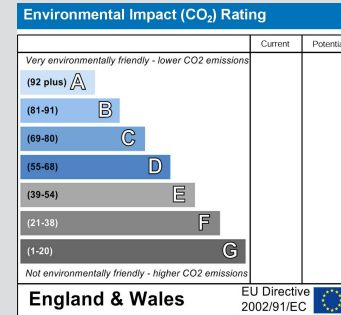 Environmental Impact (CO₂) Rating
Current Potentia
Very environmentally friendly - lower CO2 emissions
(92 plus) A
(81-91) B
(69-80) C
(55-68) D
(39-54) E
(21-38) F
(1-20) G
Not environmentally friendly - higher CO2 emissions
England & Wales
EU Directive
2002/91/EC